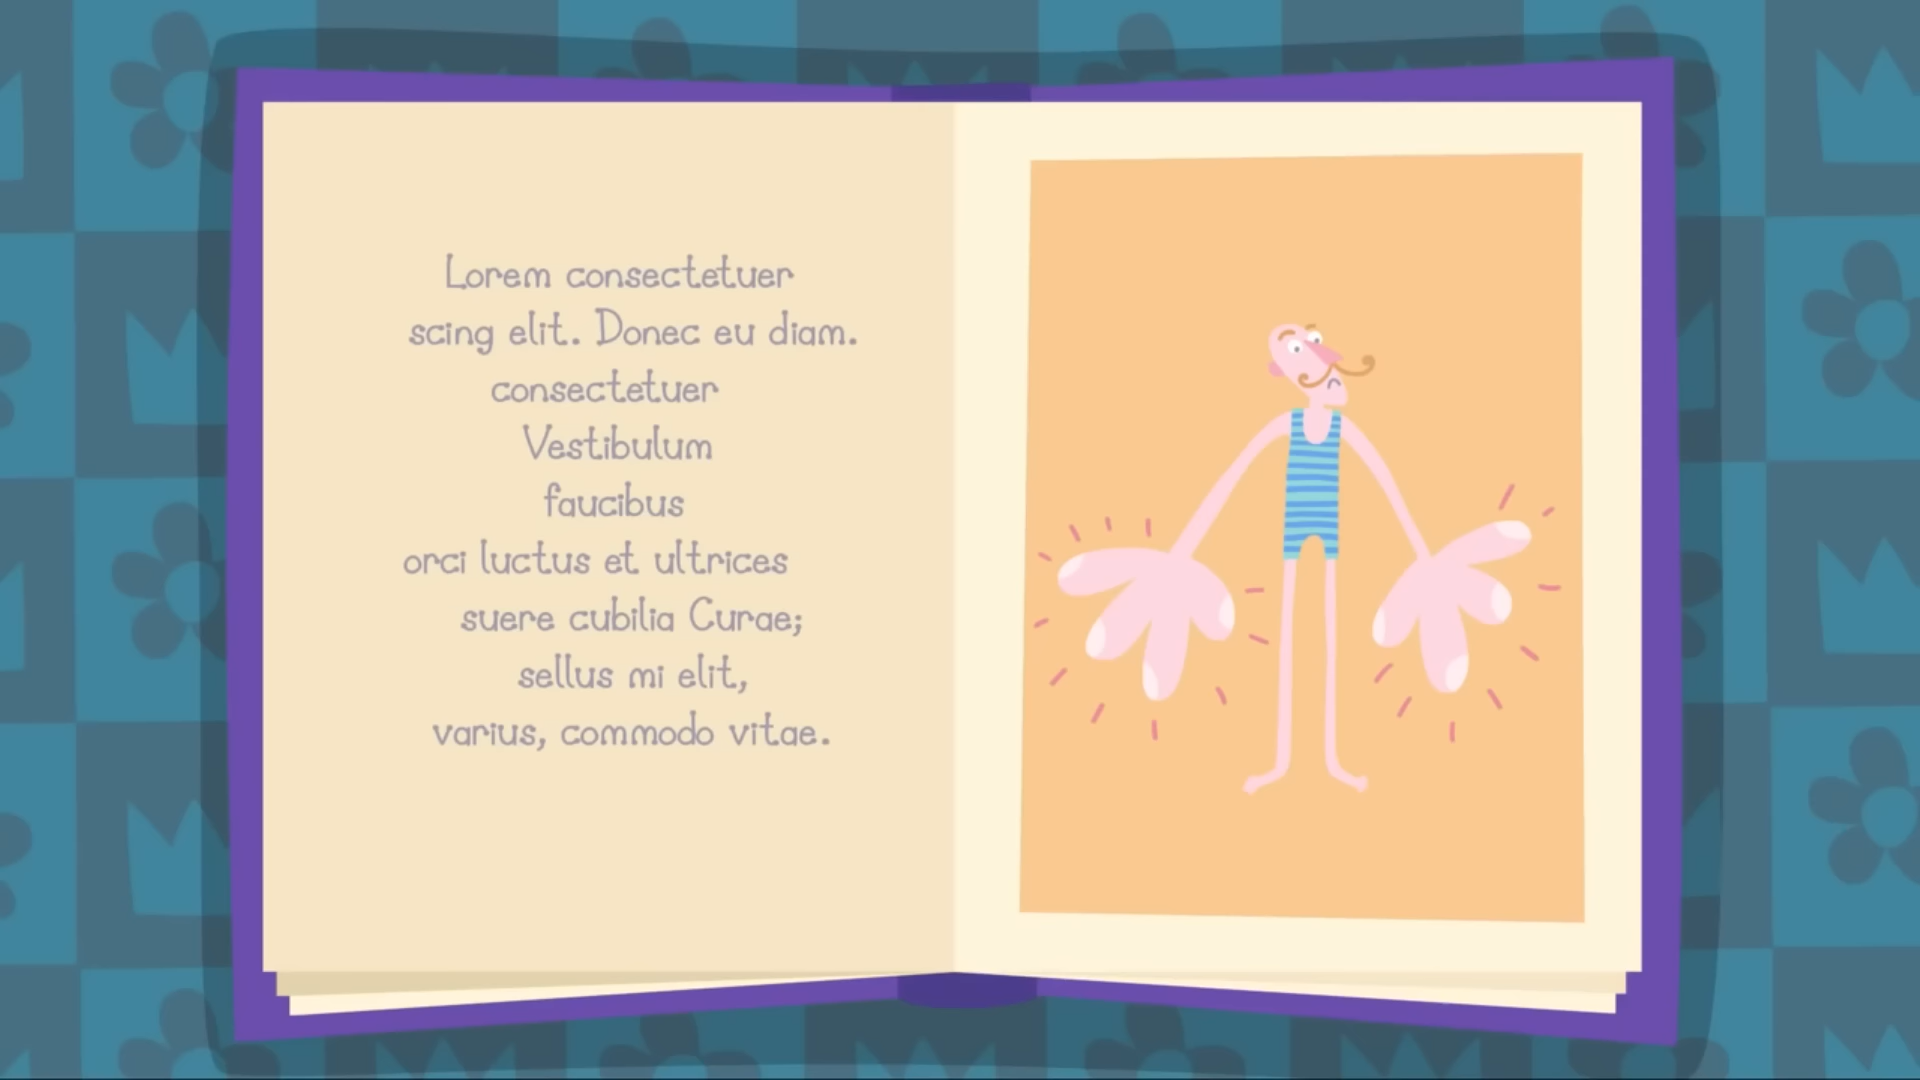 Lorem consectetuer
scing elit. Donec eu diam.
consectetuer
Vestibulum
faucibus
orci luctus et ultrices
suere cubilia Curae;
sellus mi elit,
varius, commodo vitae.